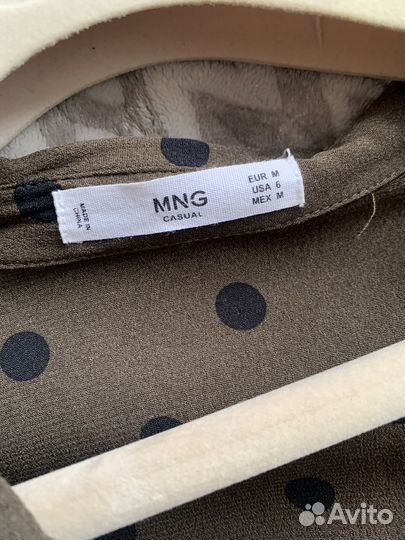 MADE IN
CHINA
MNG
CASUAL
EUR M
USA 6
MEX M
Avito